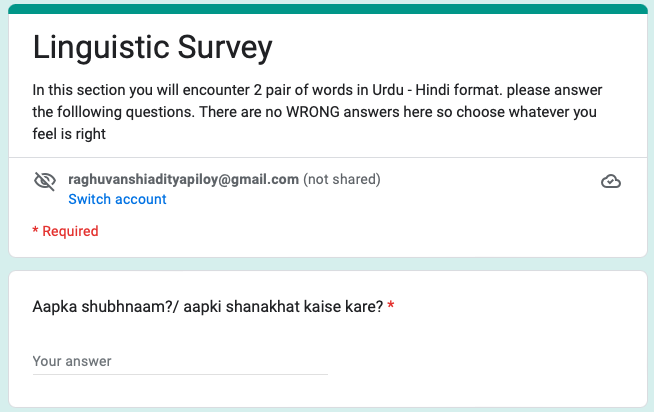 Linguistic Survey
In this section you will encounter 2 pair of words in Urdu - Hindi format. please answer
the folllowing questions. There are no WRONG answers here so choose whatever you
feel is right
raghuvanshiadityapiloy@gmail.com (not shared)
Switch account
* Required
Aapka shubhnaam?/ aapki shanakhat kaise kare? *
Your answer